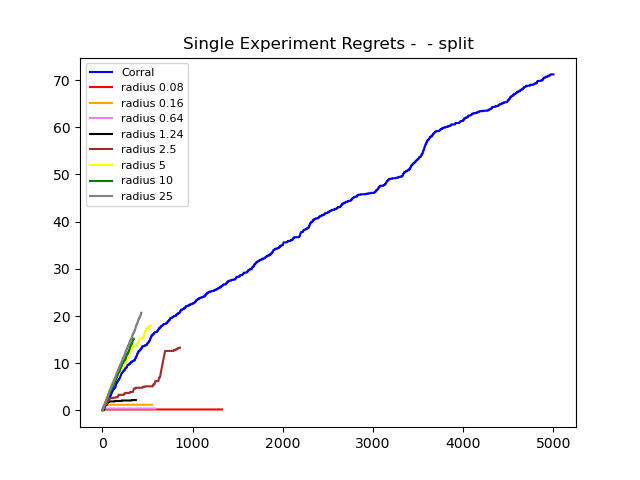 Single Experiment Regrets -  - split
Corral
radius 0.08
radius 0.16
radius 0.64
radius 1.24
radius 2.5
radius 5
radius 10
radius 25
70
60
50
40
30
20
10
0
0 1000 2000 3000 4000 5000